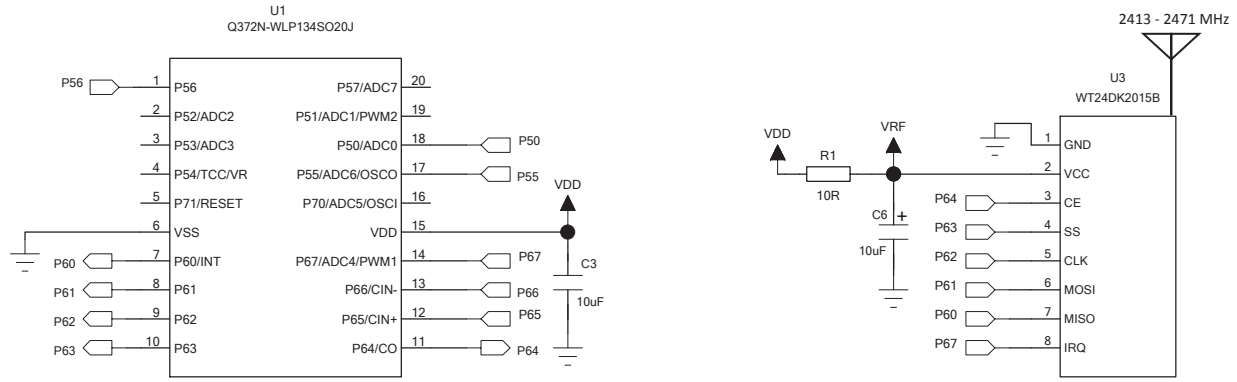 U1
Q372N-WLP134SO20J
P56
1
P56
2
P52/ADC2
3
P53/ADC3
4
P54/TCC/VR
5
P71/RESET
6
VSS
P60
7
P60/INT
P61
8
P61
P62
9
P62
P63
10
P63
P57/ADC7
20
P51/ADC1/PWM2
19
P50/ADC0
18
P50
P55/ADC6/OSCO
17
P55
P70/ADC5/OSCI
16
VDD
15
VDD
P67/ADC4/PWM1
14
P67
P66/CIN-
13
P66
P65/CIN+
12
P65
P64/CO
11
P64
C3
10uF
2413 - 2471 MHz
U3
WT24DK2015B
VDD
R1
10R
VRF
C6
+
10uF
1
GND
2
VCC
P64
3
CE
P63
4
SS
P62
5
CLK
P61
6
MOSI
P60
7
MISO
P67
8
IRQ